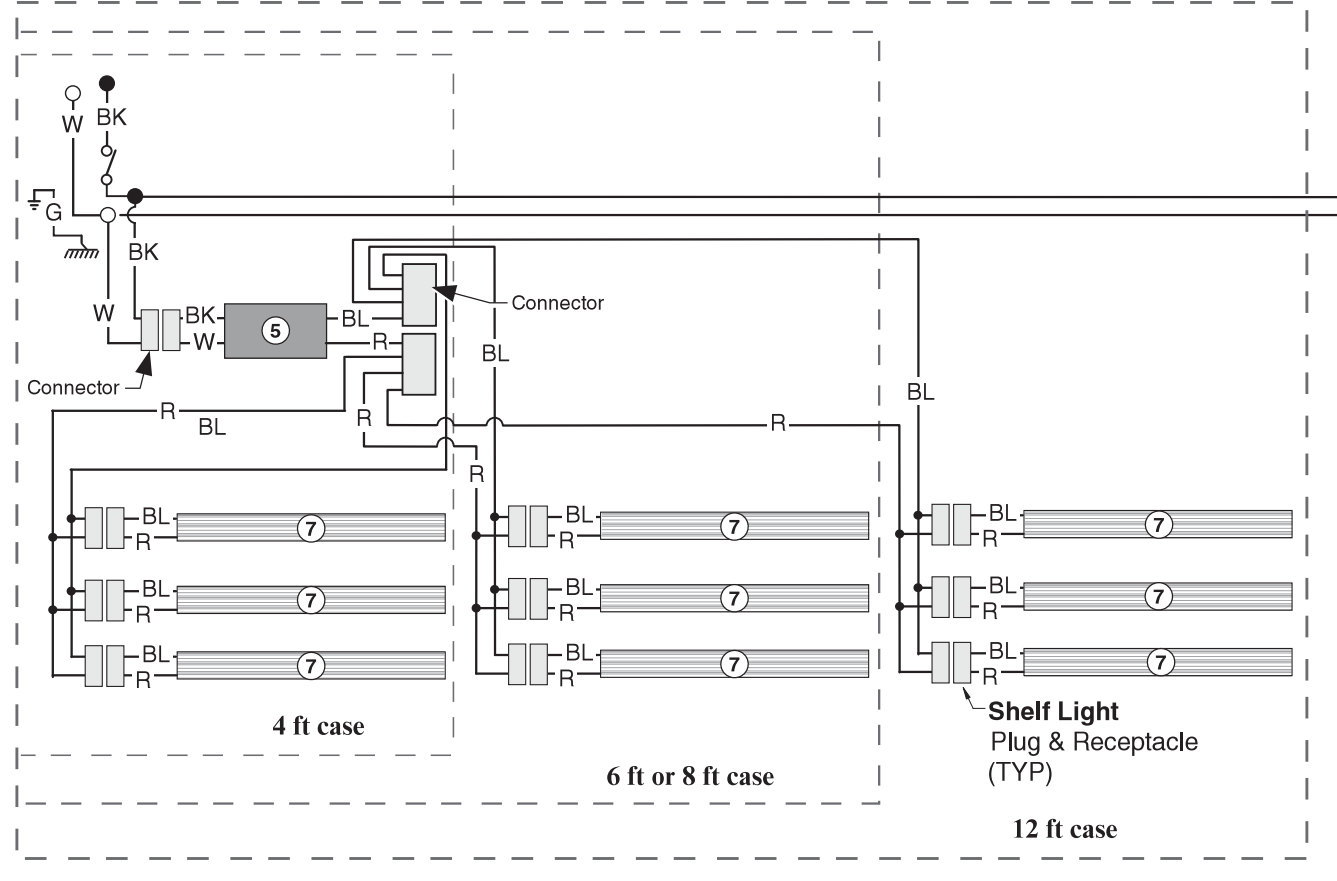 W
BK
G
BK
W
BK
W
5
BL
R
Connector
Connector
BL
BL
R
BL
R
R
R
BL
R
7
BL
R
7
BL
R
7
BL
R
7
BL
R
7
BL
R
7
BL
R
7
BL
R
7
BL
R
7
Shelf Light
Plug & Receptacle
(TYP)
4 ft case
6 ft or 8 ft case
12 ft case